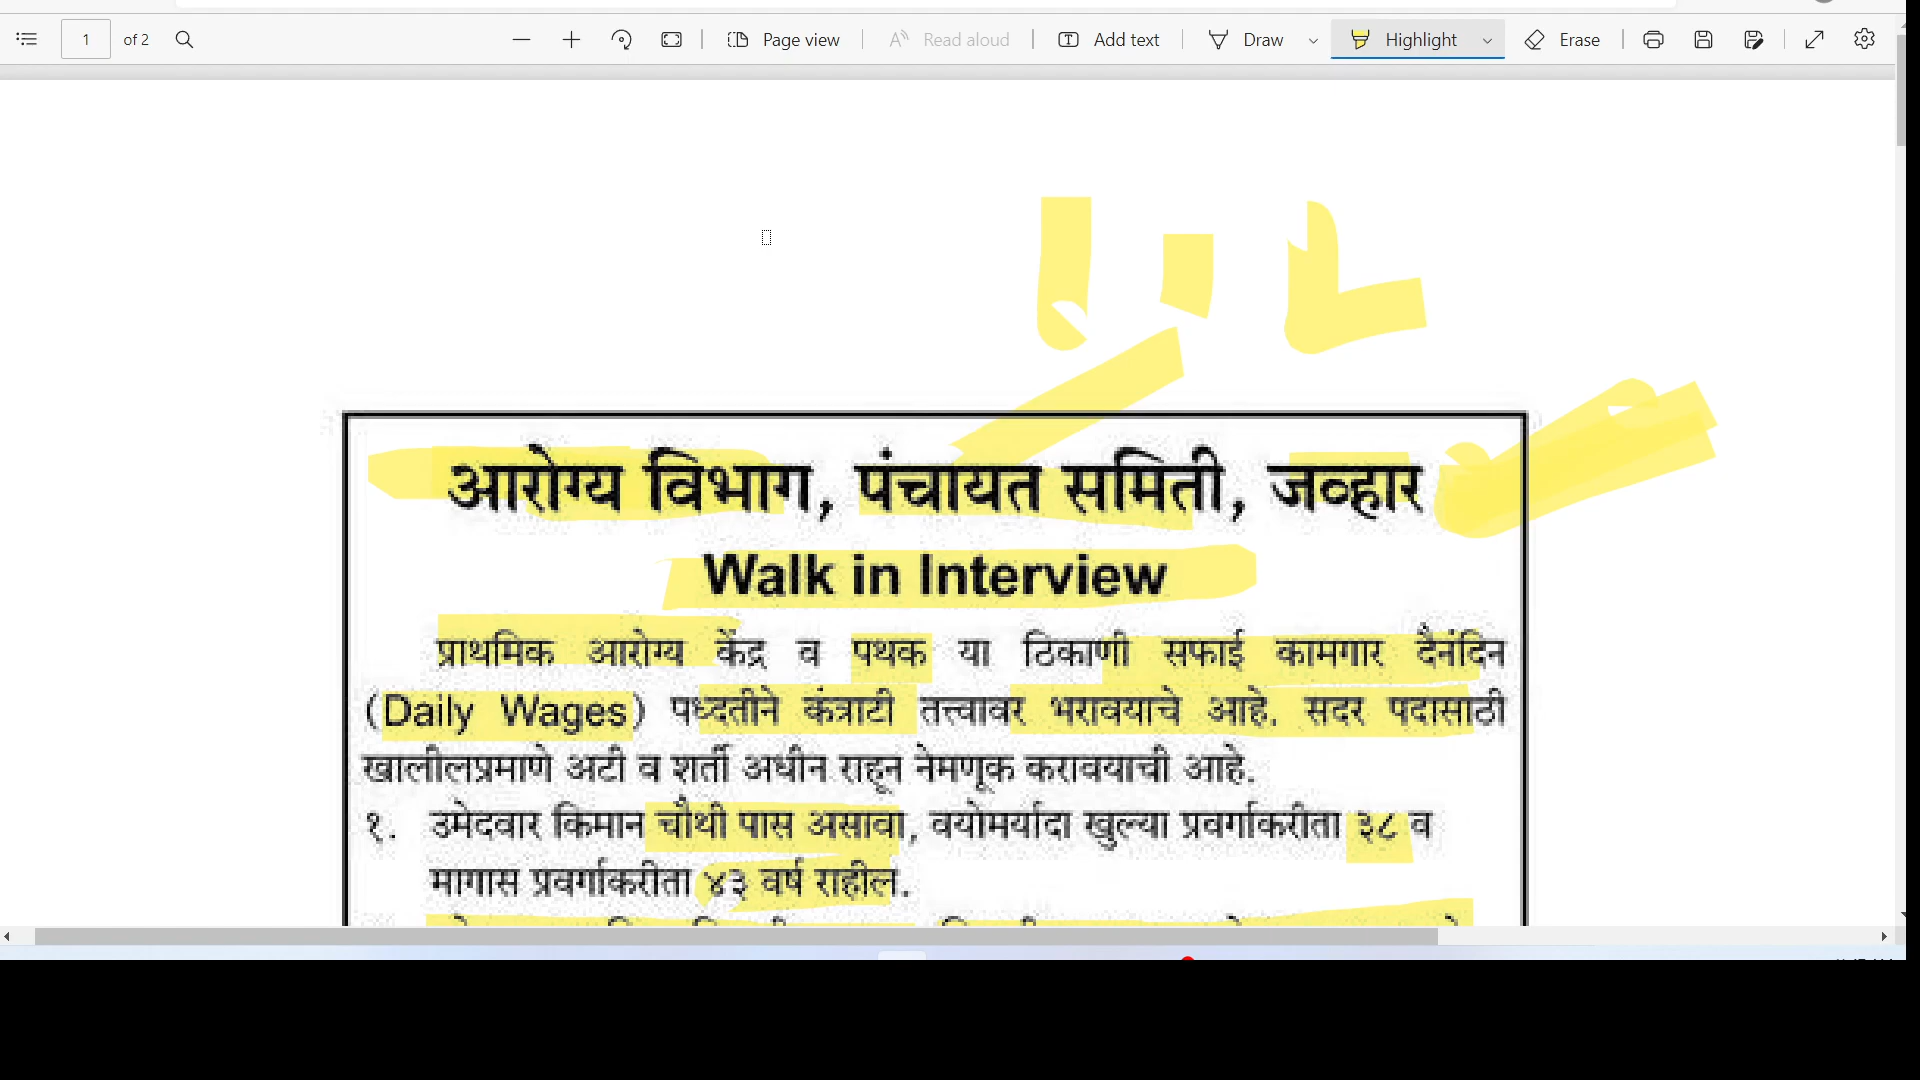 1 of 2 Page view Read aloud Add text Draw Highlight Erase
आरोग्य विभाग, पंचायत समिती, जव्हार
Walk in Interview
प्राथमिक आरोग्य केंद्र व पथक या ठिकाणी सफाई कामगार दैनंदिन
(Daily Wages) पध्दतीने कंत्राटी तत्त्वावर भरावयाचे आहे. सदर पदासाठी
खालीलप्रमाणे अटी व शर्ती अधीन राहून नेमणूक करावयाची आहे.
१. उमेदवार किमान चौथी पास असावा, वयोमर्यादा खुल्या प्रवर्गाकरीता ३८ व
मागास प्रवर्गाकरीता ४३ वर्ष राहील.